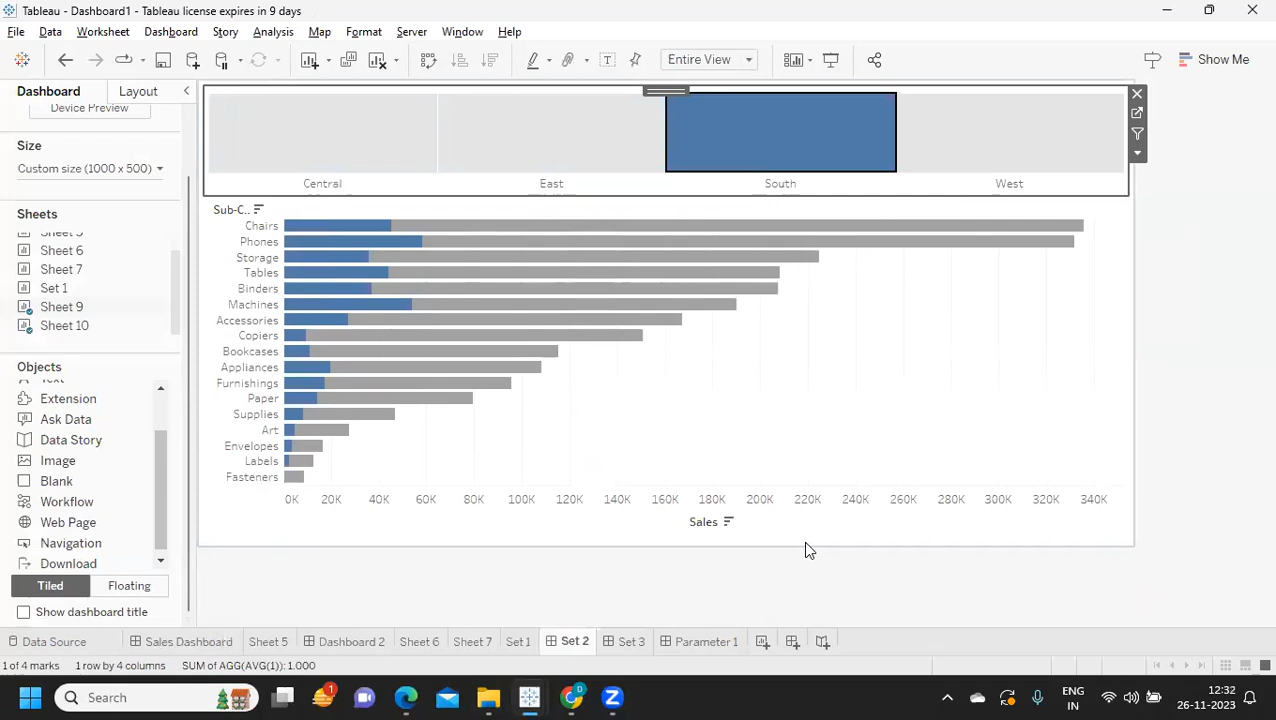 Tableau - Dashboard1 - Tableau license expires in 9 days
File Data Worksheet Dashboard Story Analysis Map Format Server Window Help
Entire View
Show Me
Dashboard Layout
Device Preview
Size
Custom size (1000 x 500)
Sheets
Sheet 5
Sheet 6
Sheet 7
Set 1
Sheet 9
Sheet 10
Objects
Text
Extension
Ask Data
Data Story
Image
Blank
Workflow
Web Page
Navigation
Download
Tiled Floating
Show dashboard title
Central East South West
Sub-C..
Chairs
Phones
Storage
Tables
Binders
Machines
Accessories
Copiers
Bookcases
Appliances
Furnishings
Paper
Supplies
Art
Envelopes
Labels
Fasteners
0K 20K 40K 60K 80K 100K 120K 140K 160K 180K 200K 220K 240K 260K 280K 300K 320K 340K
Sales
Data Source Sales Dashboard Sheet 5 Dashboard 2 Sheet 6 Sheet 7 Set 1 Set 2 Set 3 Parameter 1
1 of 4 marks 1 row by 4 columns SUM of AGG(AVG(1)): 1.000
Search
1
ENG
IN
12:32
26-11-2023